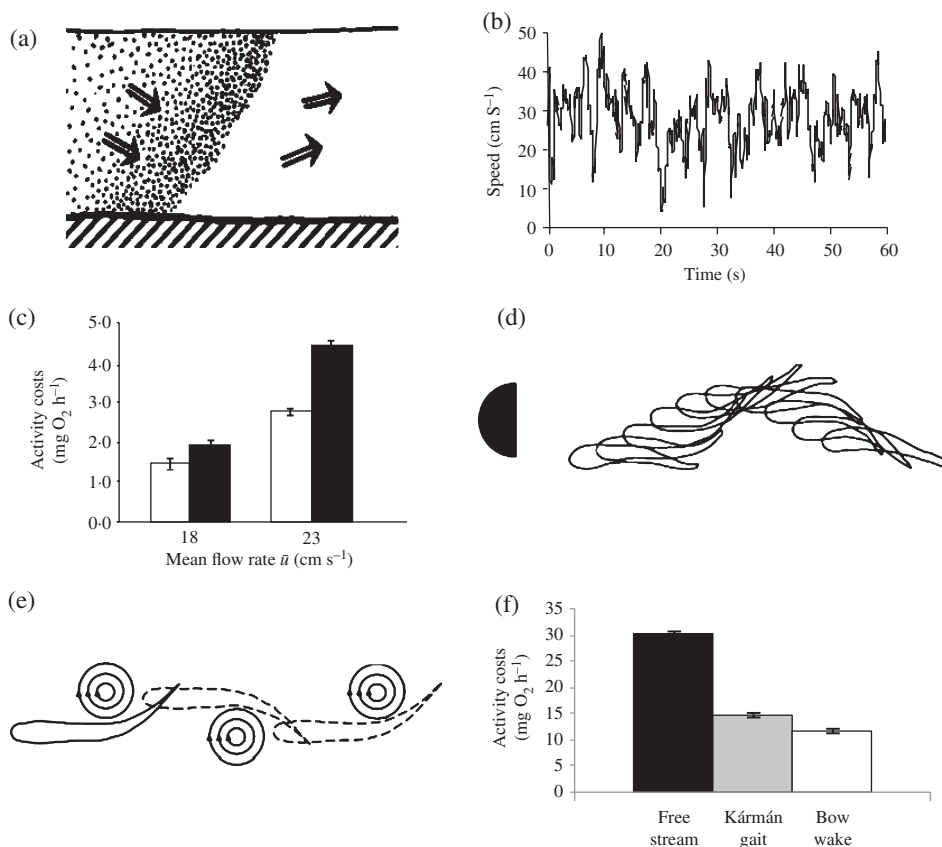 (a)
(b)
50
40
30
20
10
0
Speed (cm S⁻¹)
0 10 20 30 40 50 60
Time (s)
(c)
5·0
4·0
3·0
2·0
1·0
0·0
Activity costs
(mg O₂ h⁻¹)
18 23
Mean flow rate ū (cm s⁻¹)
(d)
(e)
(f)
35
30
25
20
15
10
5
0
Activity costs
(mg O₂ h⁻¹)
Free Kármán Bow
stream gait wake